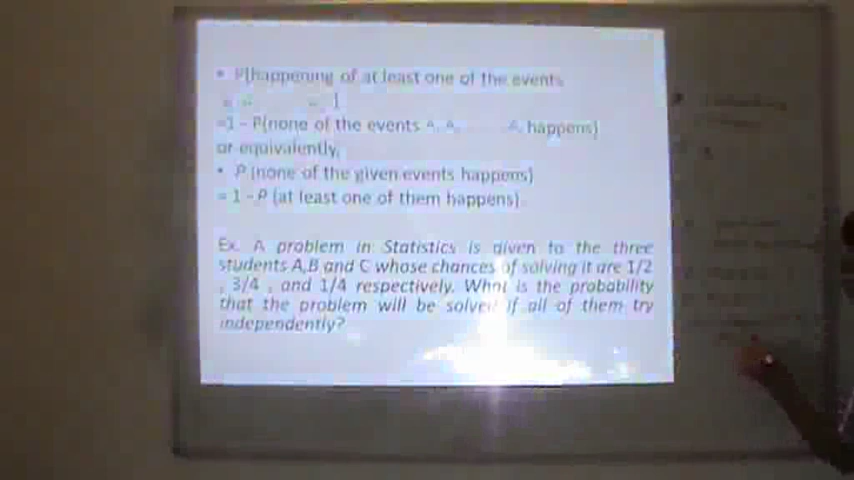 • P[happening of at least one of the events
]
=1 – P(none of the events A, A, A, happens)
or equivalently,
• P (none of the given events happens)
= 1 – P (at least one of them happens)
Ex. A problem in Statistics is given to the three
students A,B and C whose chances of solving it are 1/2
, 3/4 , and 1/4 respectively. What is the probability
that the problem will be solved if all of them try
independently?